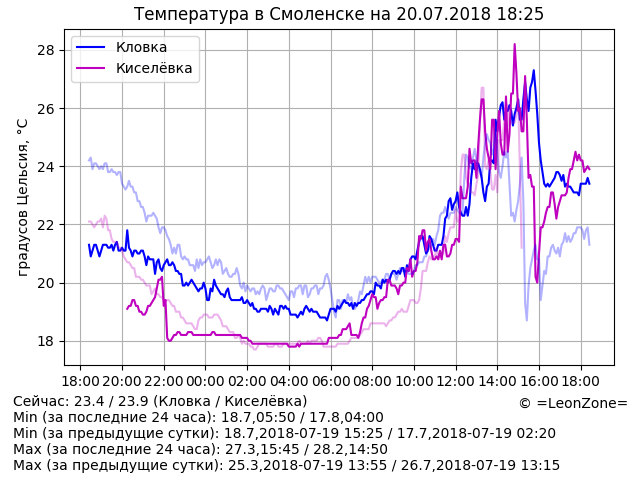 Температура в Смоленске на 20.07.2018 18:25
Кловка
Киселёвка
градусов Цельсия, °C
28
26
24
22
20
18
18:00 20:00 22:00 00:00 02:00 04:00 06:00 08:00 10:00 12:00 14:00 16:00 18:00
Сейчас: 23.4 / 23.9 (Кловка / Киселёвка)
© =LeonZone=
Min (за последние 24 часа): 18.7,05:50 / 17.8,04:00
Min (за предыдущие сутки): 18.7,2018-07-19 15:25 / 17.7,2018-07-19 02:20
Max (за последние 24 часа): 27.3,15:45 / 28.2,14:50
Max (за предыдущие сутки): 25.3,2018-07-19 13:55 / 26.7,2018-07-19 13:15